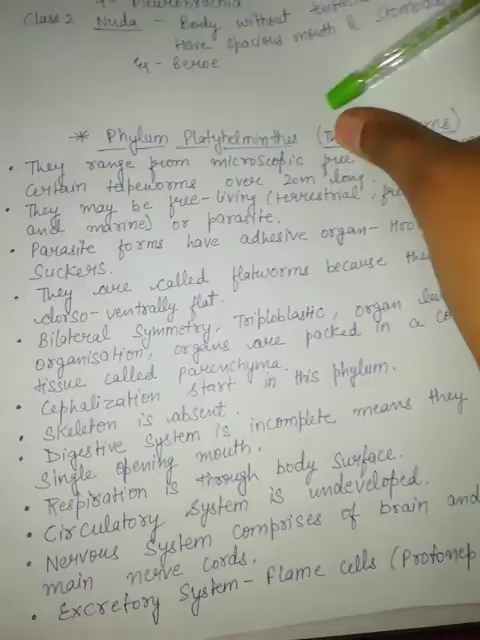 Class 2 Nuda - Body without
Have spacious mouth &
eg - Beroe
* Phylum Platyhelminthes
• They range from microscopic free
certain tapeworms over 20m long.
• They may be free-living (terrestrial,
and marine) or parasite.
• Parasite forms have adhesive organ -
Suckers.
• They are called flatworms because
dorso-ventrally flat.
• Bilateral Symmetry, Triploblastic, organ
organisation, organs are packed in a
tissue called parenchyma.
• Cephalization start in this phylum.
• Skeleton is absent.
• Digestive System is incomplete means they
Single opening mouth.
• Respiration is through body surface.
• Circulatory System is undeveloped.
• Nervous System comprises of brain and
main nerve cords.
• Excretory System - Flame cells (Protonep